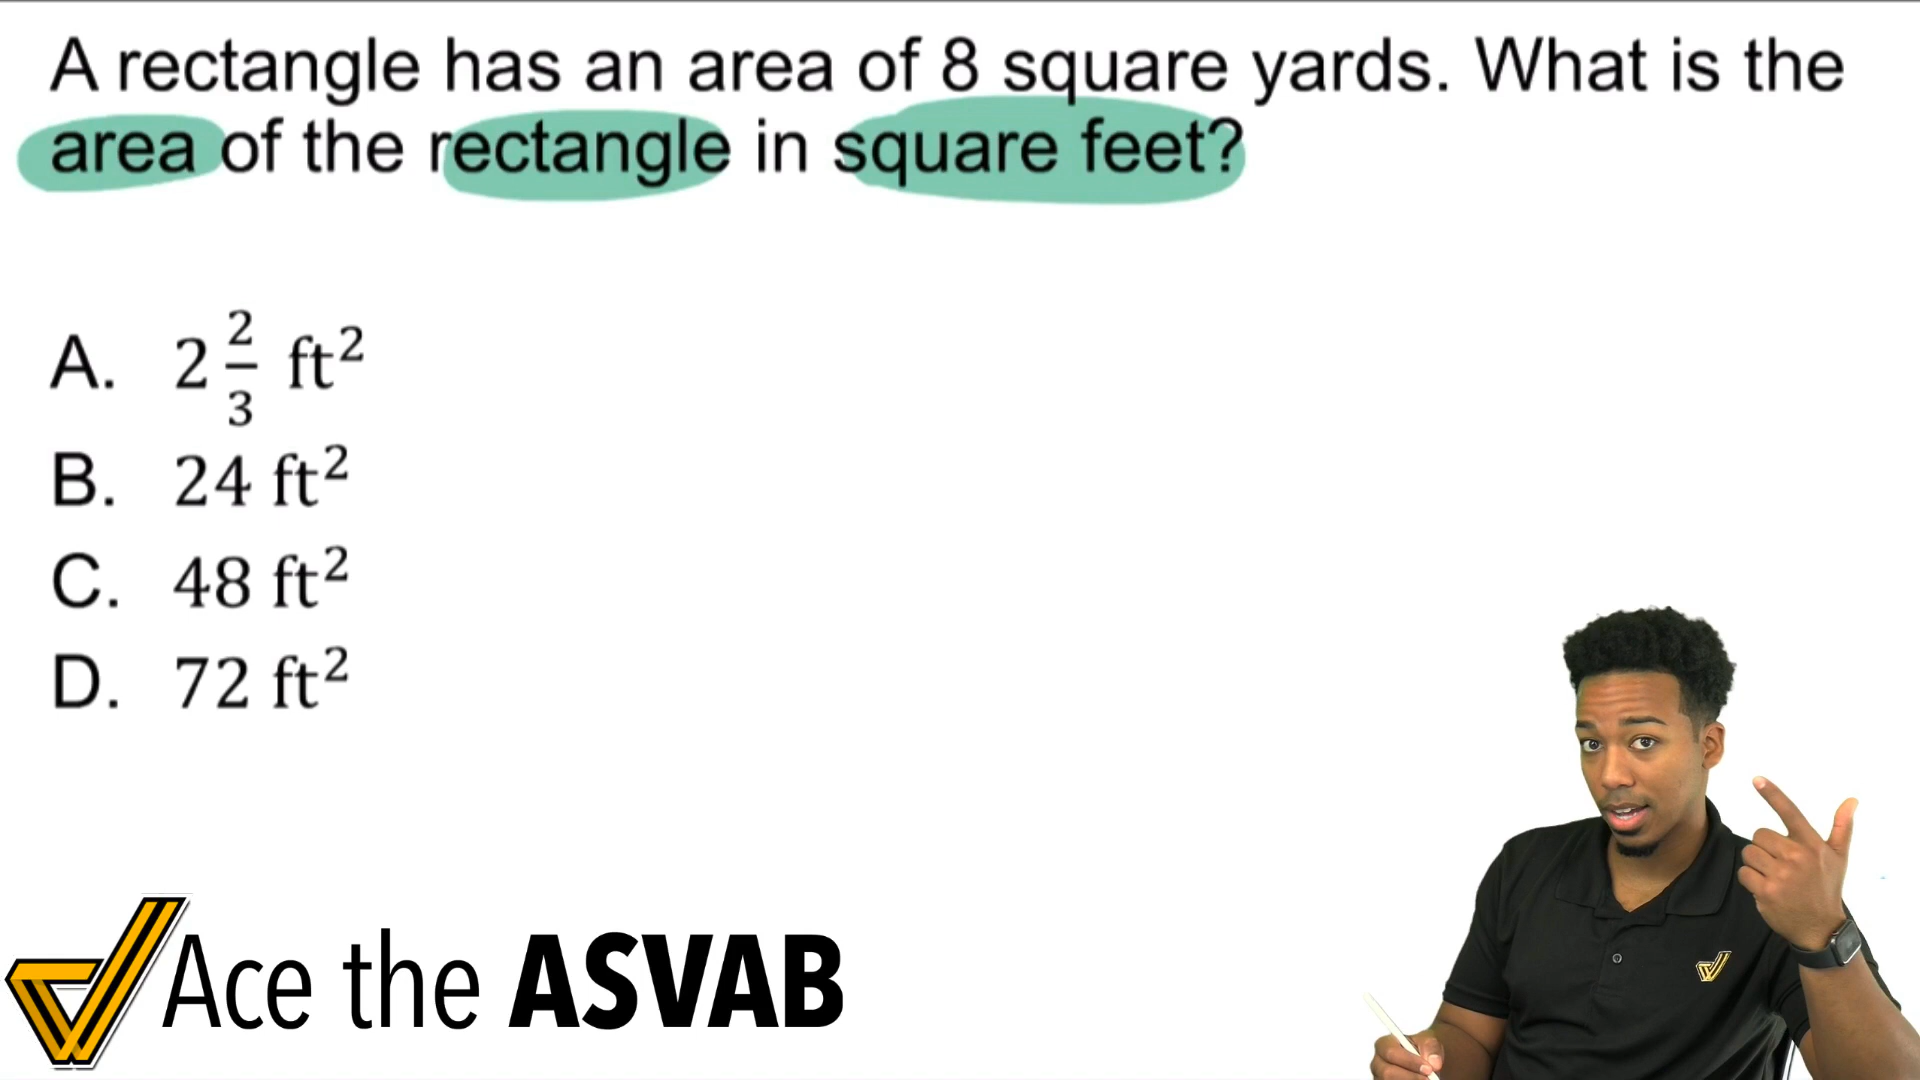 A rectangle has an area of 8 square yards. What is the
area of the rectangle in square feet?
A. 2 2/3 ft²
B. 24 ft²
C. 48 ft²
D. 72 ft²
Ace the ASVAB